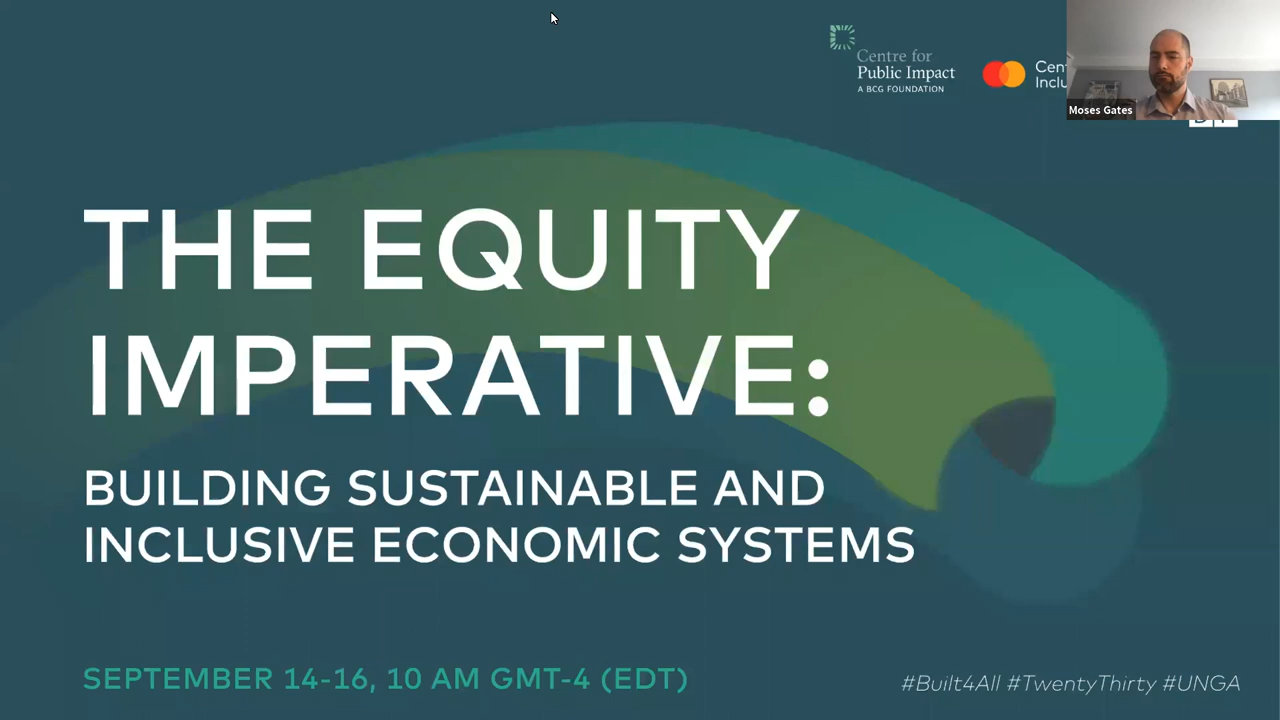 Centre for
Public Impact
A BCG FOUNDATION
Moses Gates
THE EQUITY
IMPERATIVE:
BUILDING SUSTAINABLE AND
INCLUSIVE ECONOMIC SYSTEMS
SEPTEMBER 14-16, 10 AM GMT-4 (EDT)
#Built4All #TwentyThirty #UNGA